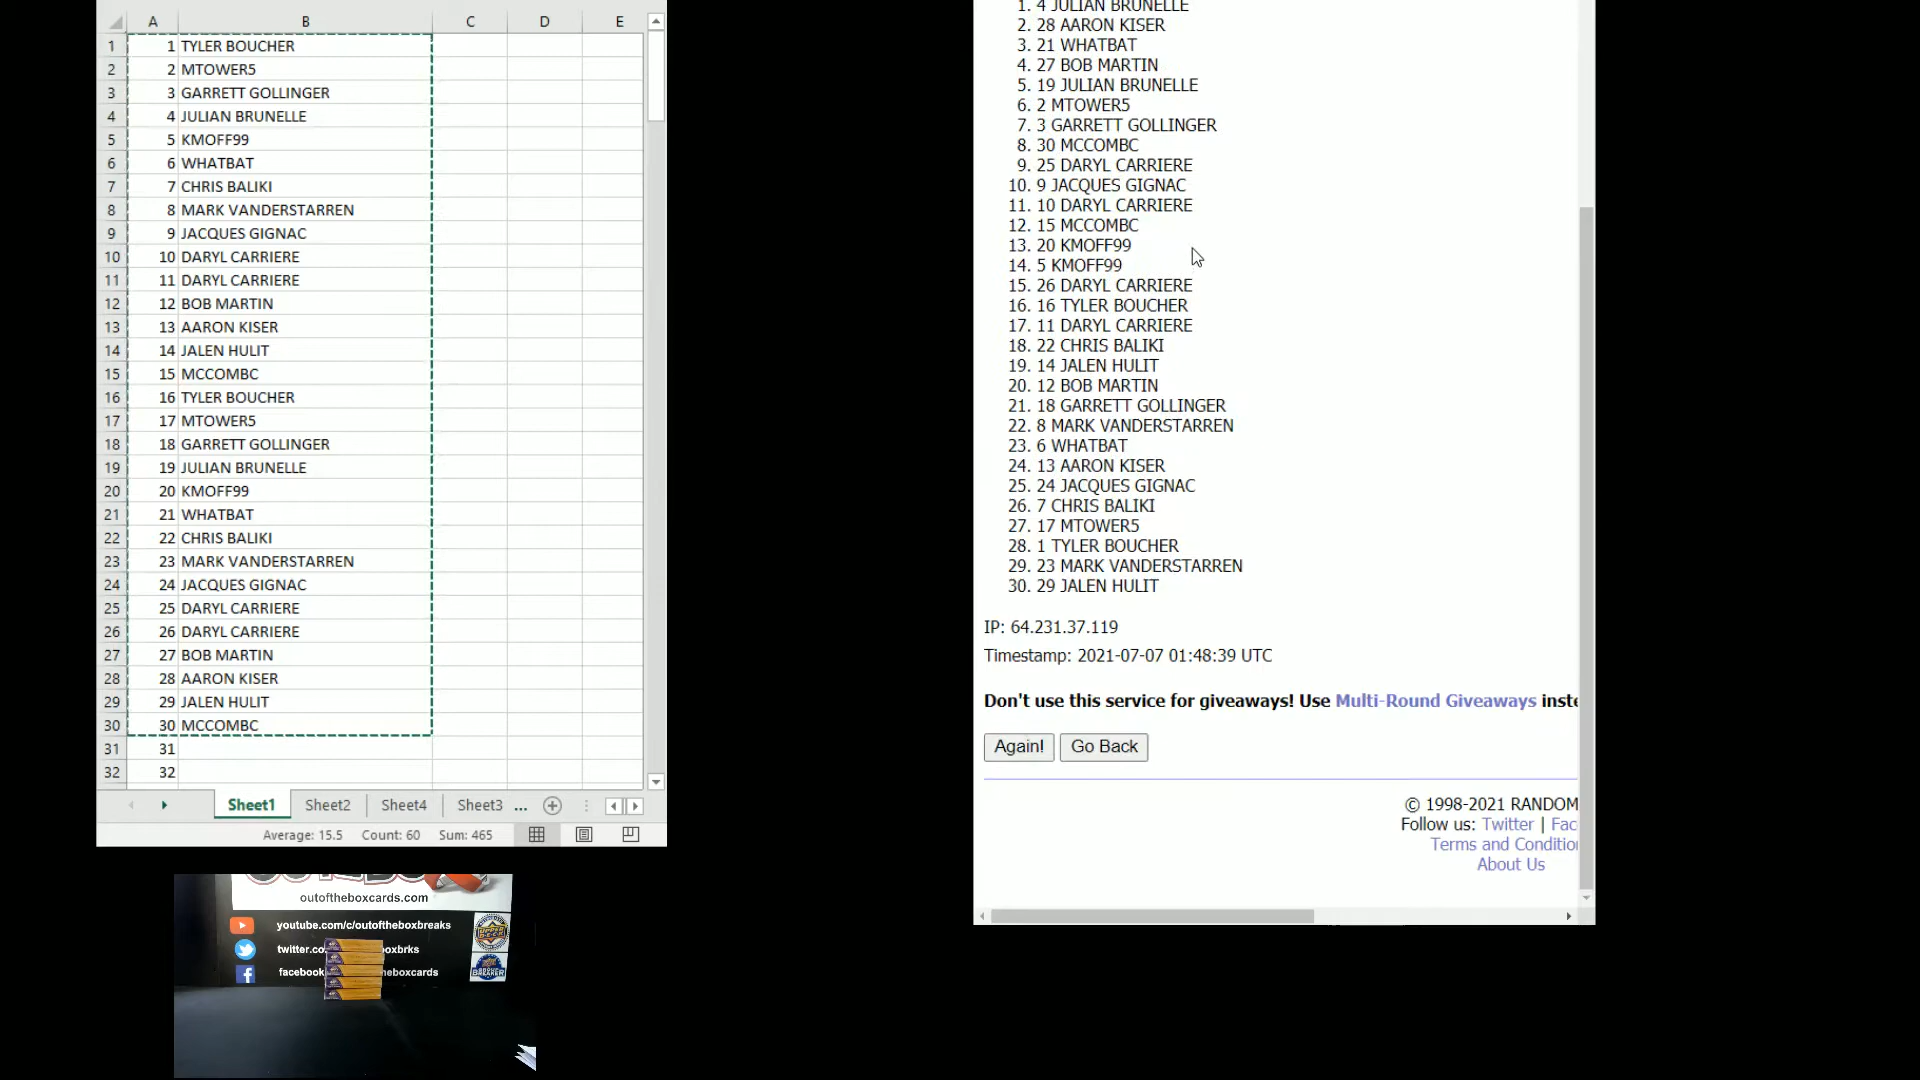 A B C D E
1 1 TYLER BOUCHER
2 2 MTOWER5
3 3 GARRETT GOLLINGER
4 4 JULIAN BRUNELLE
5 5 KMOFF99
6 6 WHATBAT
7 7 CHRIS BALIKI
8 8 MARK VANDERSTARREN
9 9 JACQUES GIGNAC
10 10 DARYL CARRIERE
11 11 DARYL CARRIERE
12 12 BOB MARTIN
13 13 AARON KISER
14 14 JALEN HULIT
15 15 MCCOMBC
16 16 TYLER BOUCHER
17 17 MTOWER5
18 18 GARRETT GOLLINGER
19 19 JULIAN BRUNELLE
20 20 KMOFF99
21 21 WHATBAT
22 22 CHRIS BALIKI
23 23 MARK VANDERSTARREN
24 24 JACQUES GIGNAC
25 25 DARYL CARRIERE
26 26 DARYL CARRIERE
27 27 BOB MARTIN
28 28 AARON KISER
29 29 JALEN HULIT
30 30 MCCOMBC
31 31
32 32
Sheet1 Sheet2 Sheet4 Sheet3 ...
Average: 15.5 Count: 60 Sum: 465
outoftheboxcards.com
youtube.com/c/outoftheboxbreaks
twitter.co oxbrks
facebook heboxcards
1. 4 JULIAN BRUNELLE
2. 28 AARON KISER
3. 21 WHATBAT
4. 27 BOB MARTIN
5. 19 JULIAN BRUNELLE
6. 2 MTOWER5
7. 3 GARRETT GOLLINGER
8. 30 MCCOMBC
9. 25 DARYL CARRIERE
10. 9 JACQUES GIGNAC
11. 10 DARYL CARRIERE
12. 15 MCCOMBC
13. 20 KMOFF99
14. 5 KMOFF99
15. 26 DARYL CARRIERE
16. 16 TYLER BOUCHER
17. 11 DARYL CARRIERE
18. 22 CHRIS BALIKI
19. 14 JALEN HULIT
20. 12 BOB MARTIN
21. 18 GARRETT GOLLINGER
22. 8 MARK VANDERSTARREN
23. 6 WHATBAT
24. 13 AARON KISER
25. 24 JACQUES GIGNAC
26. 7 CHRIS BALIKI
27. 17 MTOWER5
28. 1 TYLER BOUCHER
29. 23 MARK VANDERSTARREN
30. 29 JALEN HULIT
IP: 64.231.37.119
Timestamp: 2021-07-07 01:48:39 UTC
Don't use this service for giveaways! Use Multi-Round Giveaways inste
Again! Go Back
© 1998-2021 RANDOM
Follow us: Twitter | Fac
Terms and Conditio
About Us